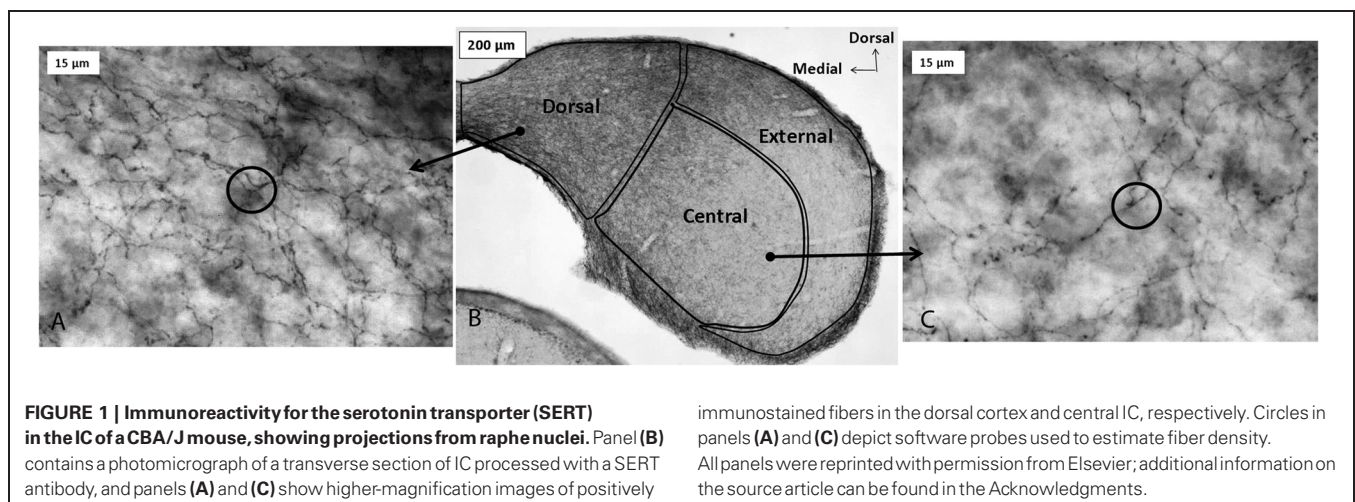 15 µm
A
200 µm
Dorsal
Medial
Dorsal
External
Central
B
15 µm
C
FIGURE 1 | Immunoreactivity for the serotonin transporter (SERT)
in the IC of a CBA/J mouse, showing projections from raphe nuclei. Panel (B)
contains a photomicrograph of a transverse section of IC processed with a SERT
antibody, and panels (A) and (C) show higher-magnification images of positively
immunostained fibers in the dorsal cortex and central IC, respectively. Circles in
panels (A) and (C) depict software probes used to estimate fiber density.
All panels were reprinted with permission from Elsevier; additional information on
the source article can be found in the Acknowledgments.